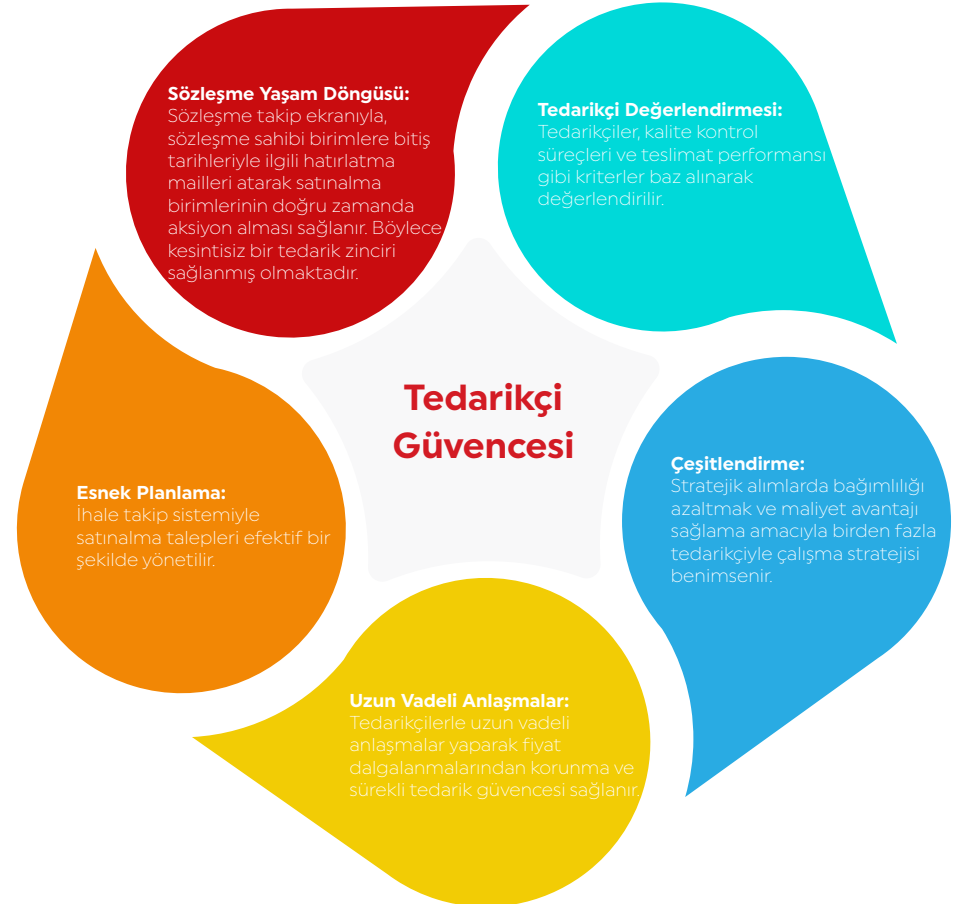 Sözleşme Yaşam Döngüsü:
Sözleşme takip ekranıyla,
sözleşme sahibi birimlere bitiş
tarihleriyle ilgili hatırlatma
mailleri atarak satınalma
birimlerinin doğru zamanda
aksiyon alması sağlanır. Böylece
kesintisiz bir tedarik zinciri
sağlanmış olmaktadır.
Tedarikçi Değerlendirmesi:
Tedarikçiler, kalite kontrol
süreçleri ve teslimat performansı
gibi kriterler baz alınarak
değerlendirilir.
Tedarikçi
Güvencesi
Çeşitlendirme:
Stratejik alımlarda bağımlılığı
azaltmak ve maliyet avantajı
sağlama amacıyla birden fazla
tedarikçiyle çalışma stratejisi
benimsenir.
Esnek Planlama:
İhale takip sistemiyle
satınalma talepleri efektif bir
şekilde yönetilir.
Uzun Vadeli Anlaşmalar:
Tedarikçilerle uzun vadeli
anlaşmalar yaparak fiyat
dalgalanmalarından korunma ve
sürekli tedarik güvencesi sağlanır.